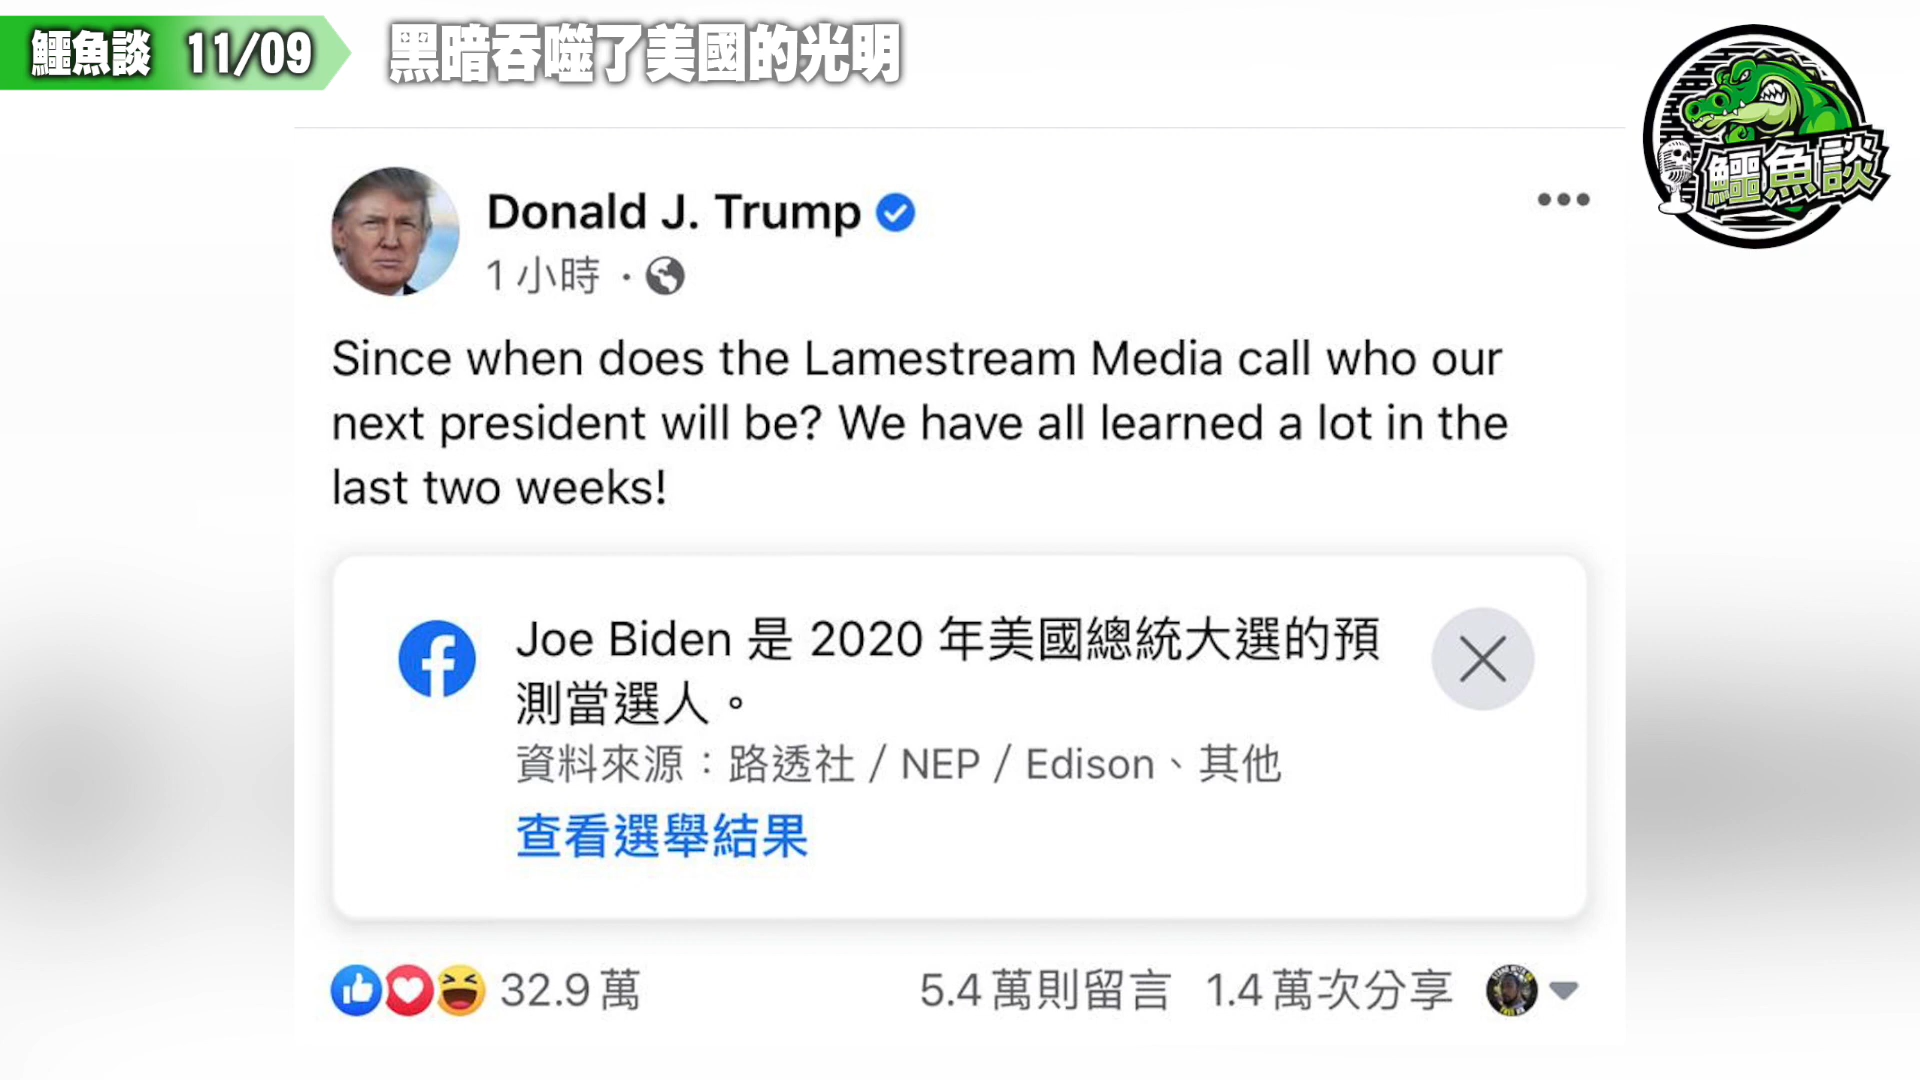 鱷魚談 11/09 黑暗吞噬了美國的光明
鱷魚談
Donald J. Trump
1 小時 ·
Since when does the Lamestream Media call who our
next president will be? We have all learned a lot in the
last two weeks!
Joe Biden 是 2020 年美國總統大選的預
測當選人。
資料來源：路透社 / NEP / Edison、其他
查看選舉結果
32.9 萬 5.4 萬則留言 1.4 萬次分享